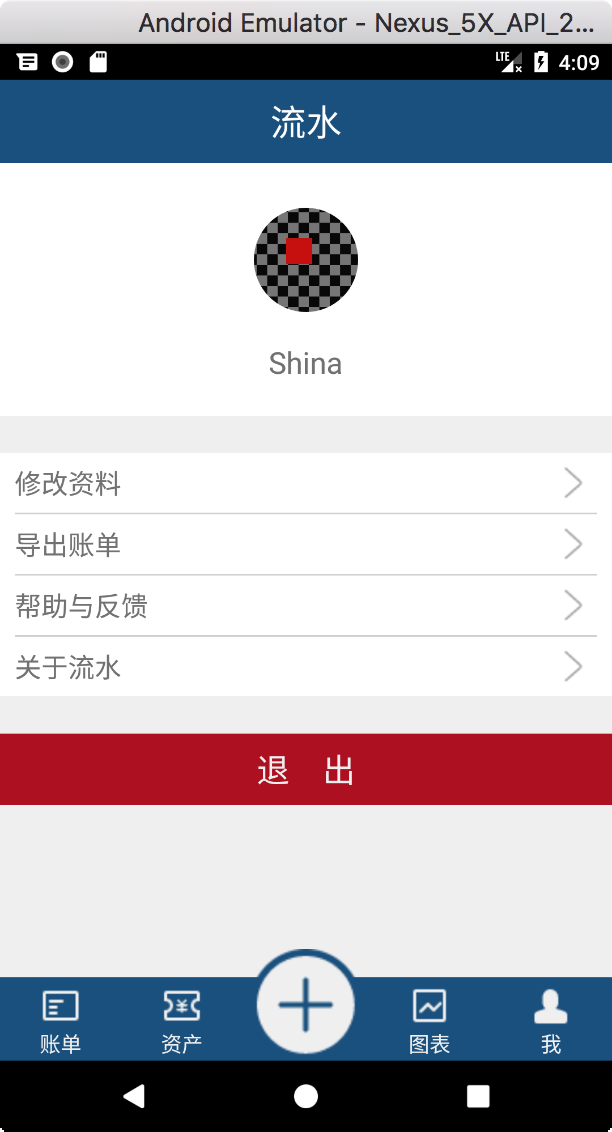 Android Emulator - Nexus_5X_API_2...
LTE 4:09
流水
Shina
修改资料
导出账单
帮助与反馈
关于流水
退 出
账单 资产 图表 我